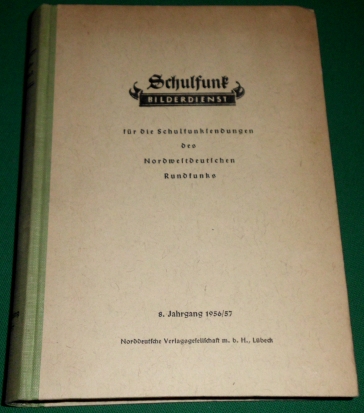 Schulfunk
BILDERDIENST
für die Schulfunksendungen
des
Nordwestdeutschen
Rundfunks
8. Jahrgang 1956/57
Norddeutsche Verlagsgesellschaft m. b. H., Lübeck